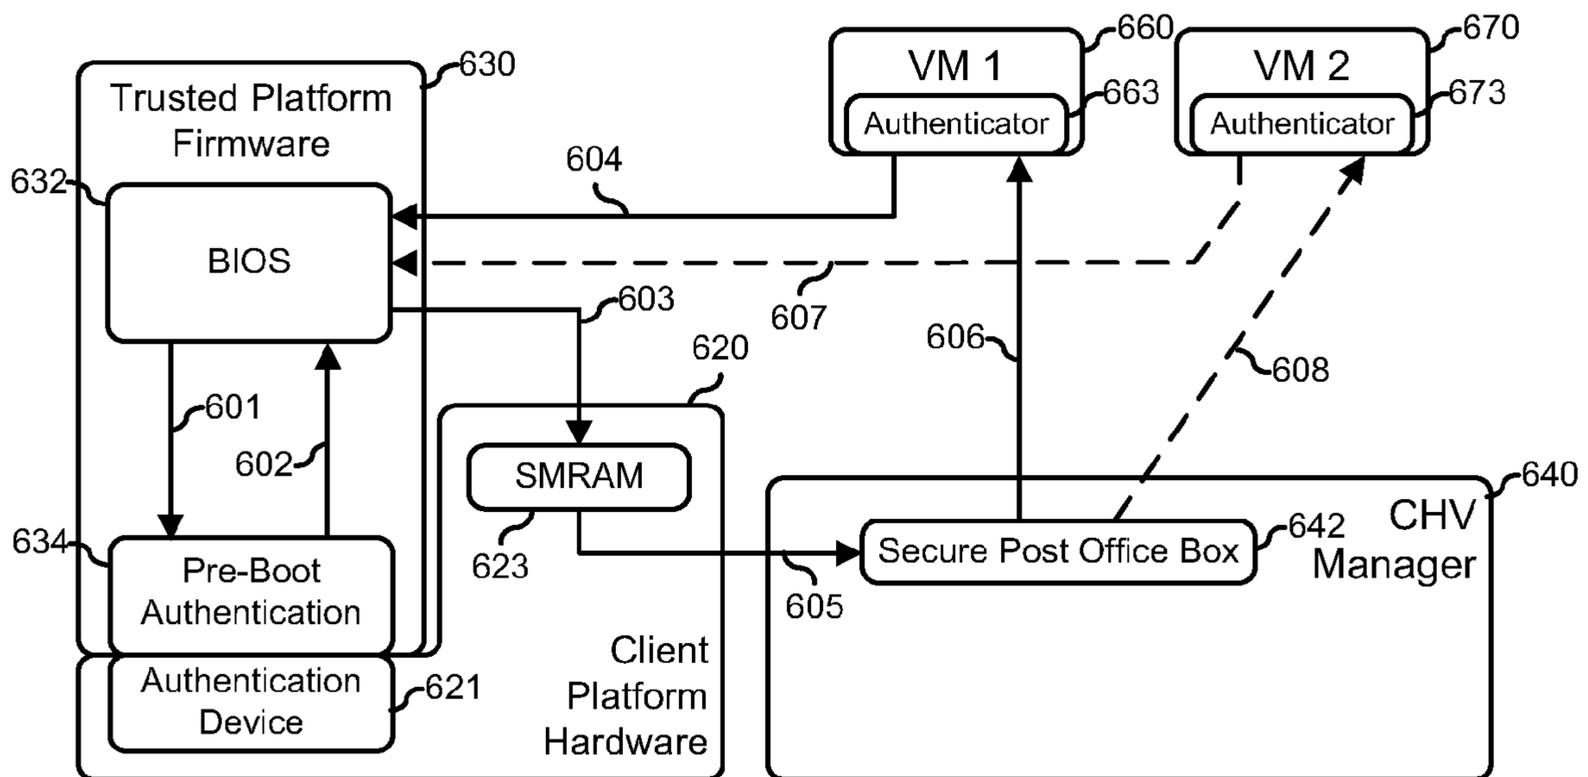 660
670
VM 1
VM 2
630
663
673
Trusted Platform
Firmware
Authenticator
Authenticator
604
632
BIOS
603
607
606
620
608
601
602
SMRAM
640
CHV
Manager
634
623
642
Secure Post Office Box
Pre-Boot
Authentication
605
Client
Platform
Hardware
Authentication
Device
621